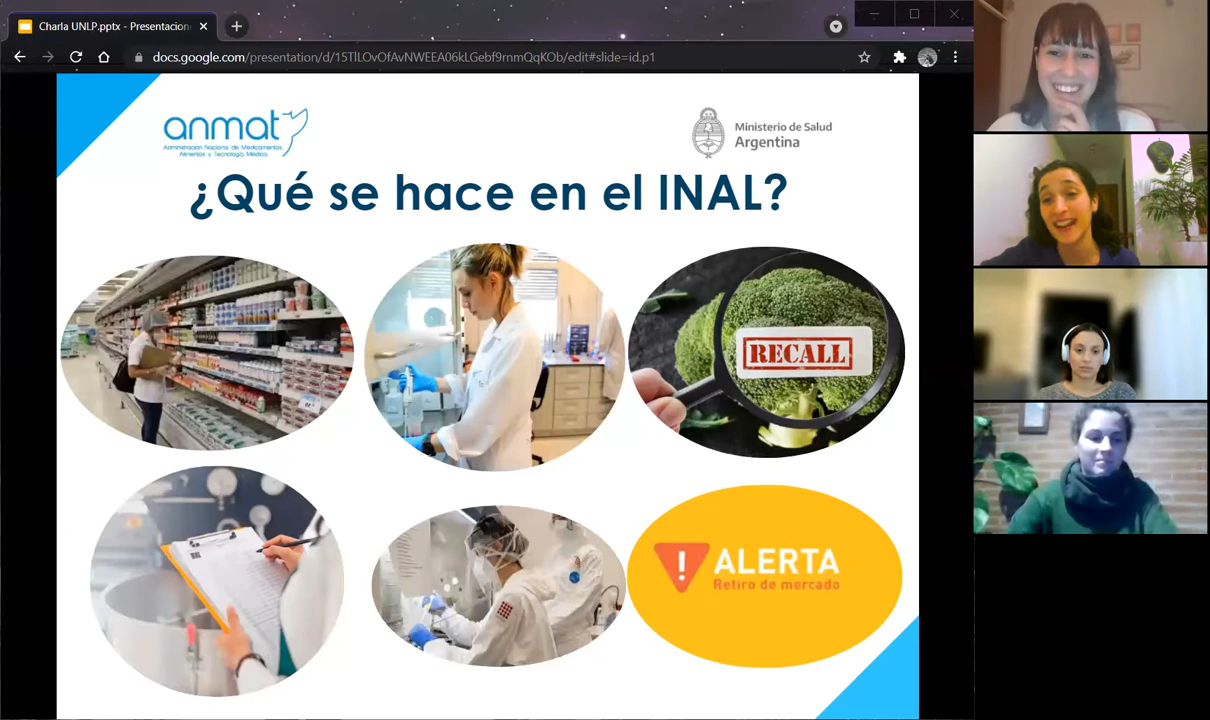 Charla UNLP.pptx - Presentacion
docs.google.com/presentation/d/15TlLOvOfAvNWEEA06kLGebf9rnmQqKOb/edit#slide=id.p1
anmat
Administración Nacional de Medicamentos,
Alimentos y Tecnología Médica
Ministerio de Salud
Argentina
¿Qué se hace en el INAL?
RECALL
ALERTA
Retiro de mercado